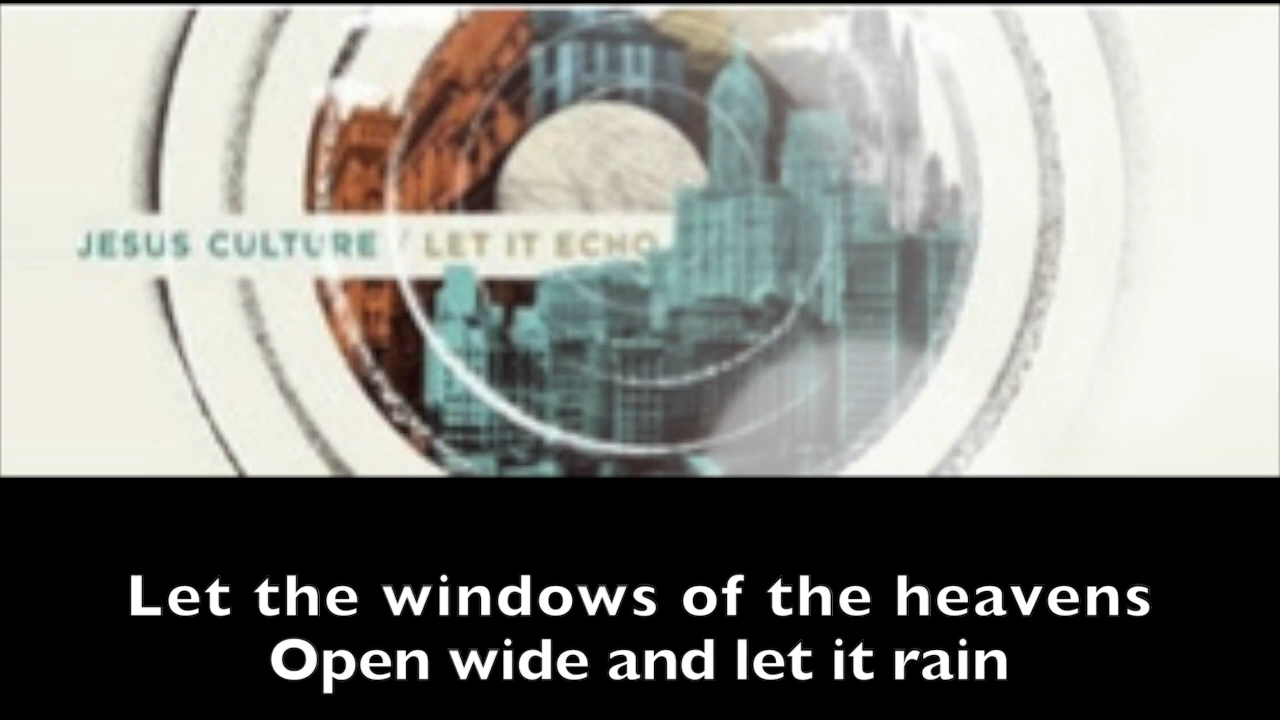 JESUS CULTURE / LET IT ECHO
Let the windows of the heavens
Open wide and let it rain